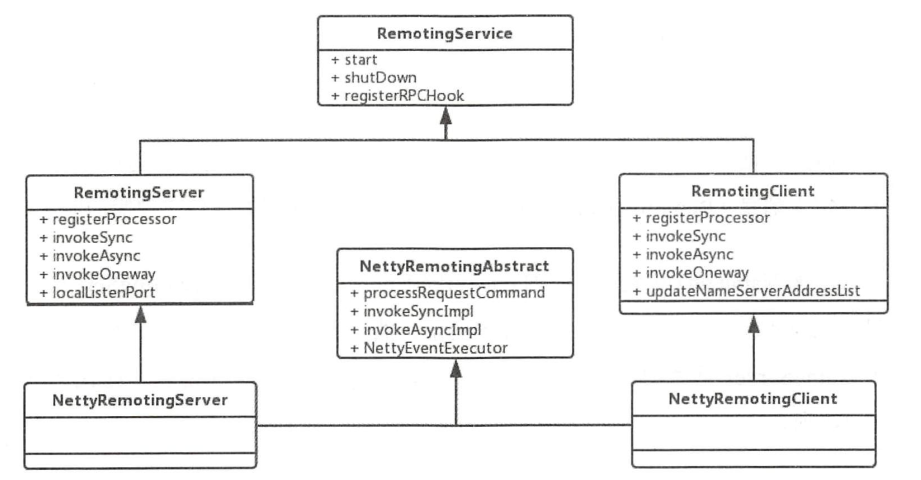 RemotingService
+ start
+ shutDown
+ registerRPCHook
RemotingServer
+ registerProcessor
+ invokeSync
+ invokeAsync
+ invokeOneway
+ localListenPort
RemotingClient
+ registerProcessor
+ invokeSync
+ invokeAsync
+ invokeOneway
+ updateNameServerAddressList
NettyRemotingAbstract
+ processRequestCommand
+ invokeSyncImpl
+ invokeAsyncImpl
+ NettyEventExecutor
NettyRemotingServer
NettyRemotingClient